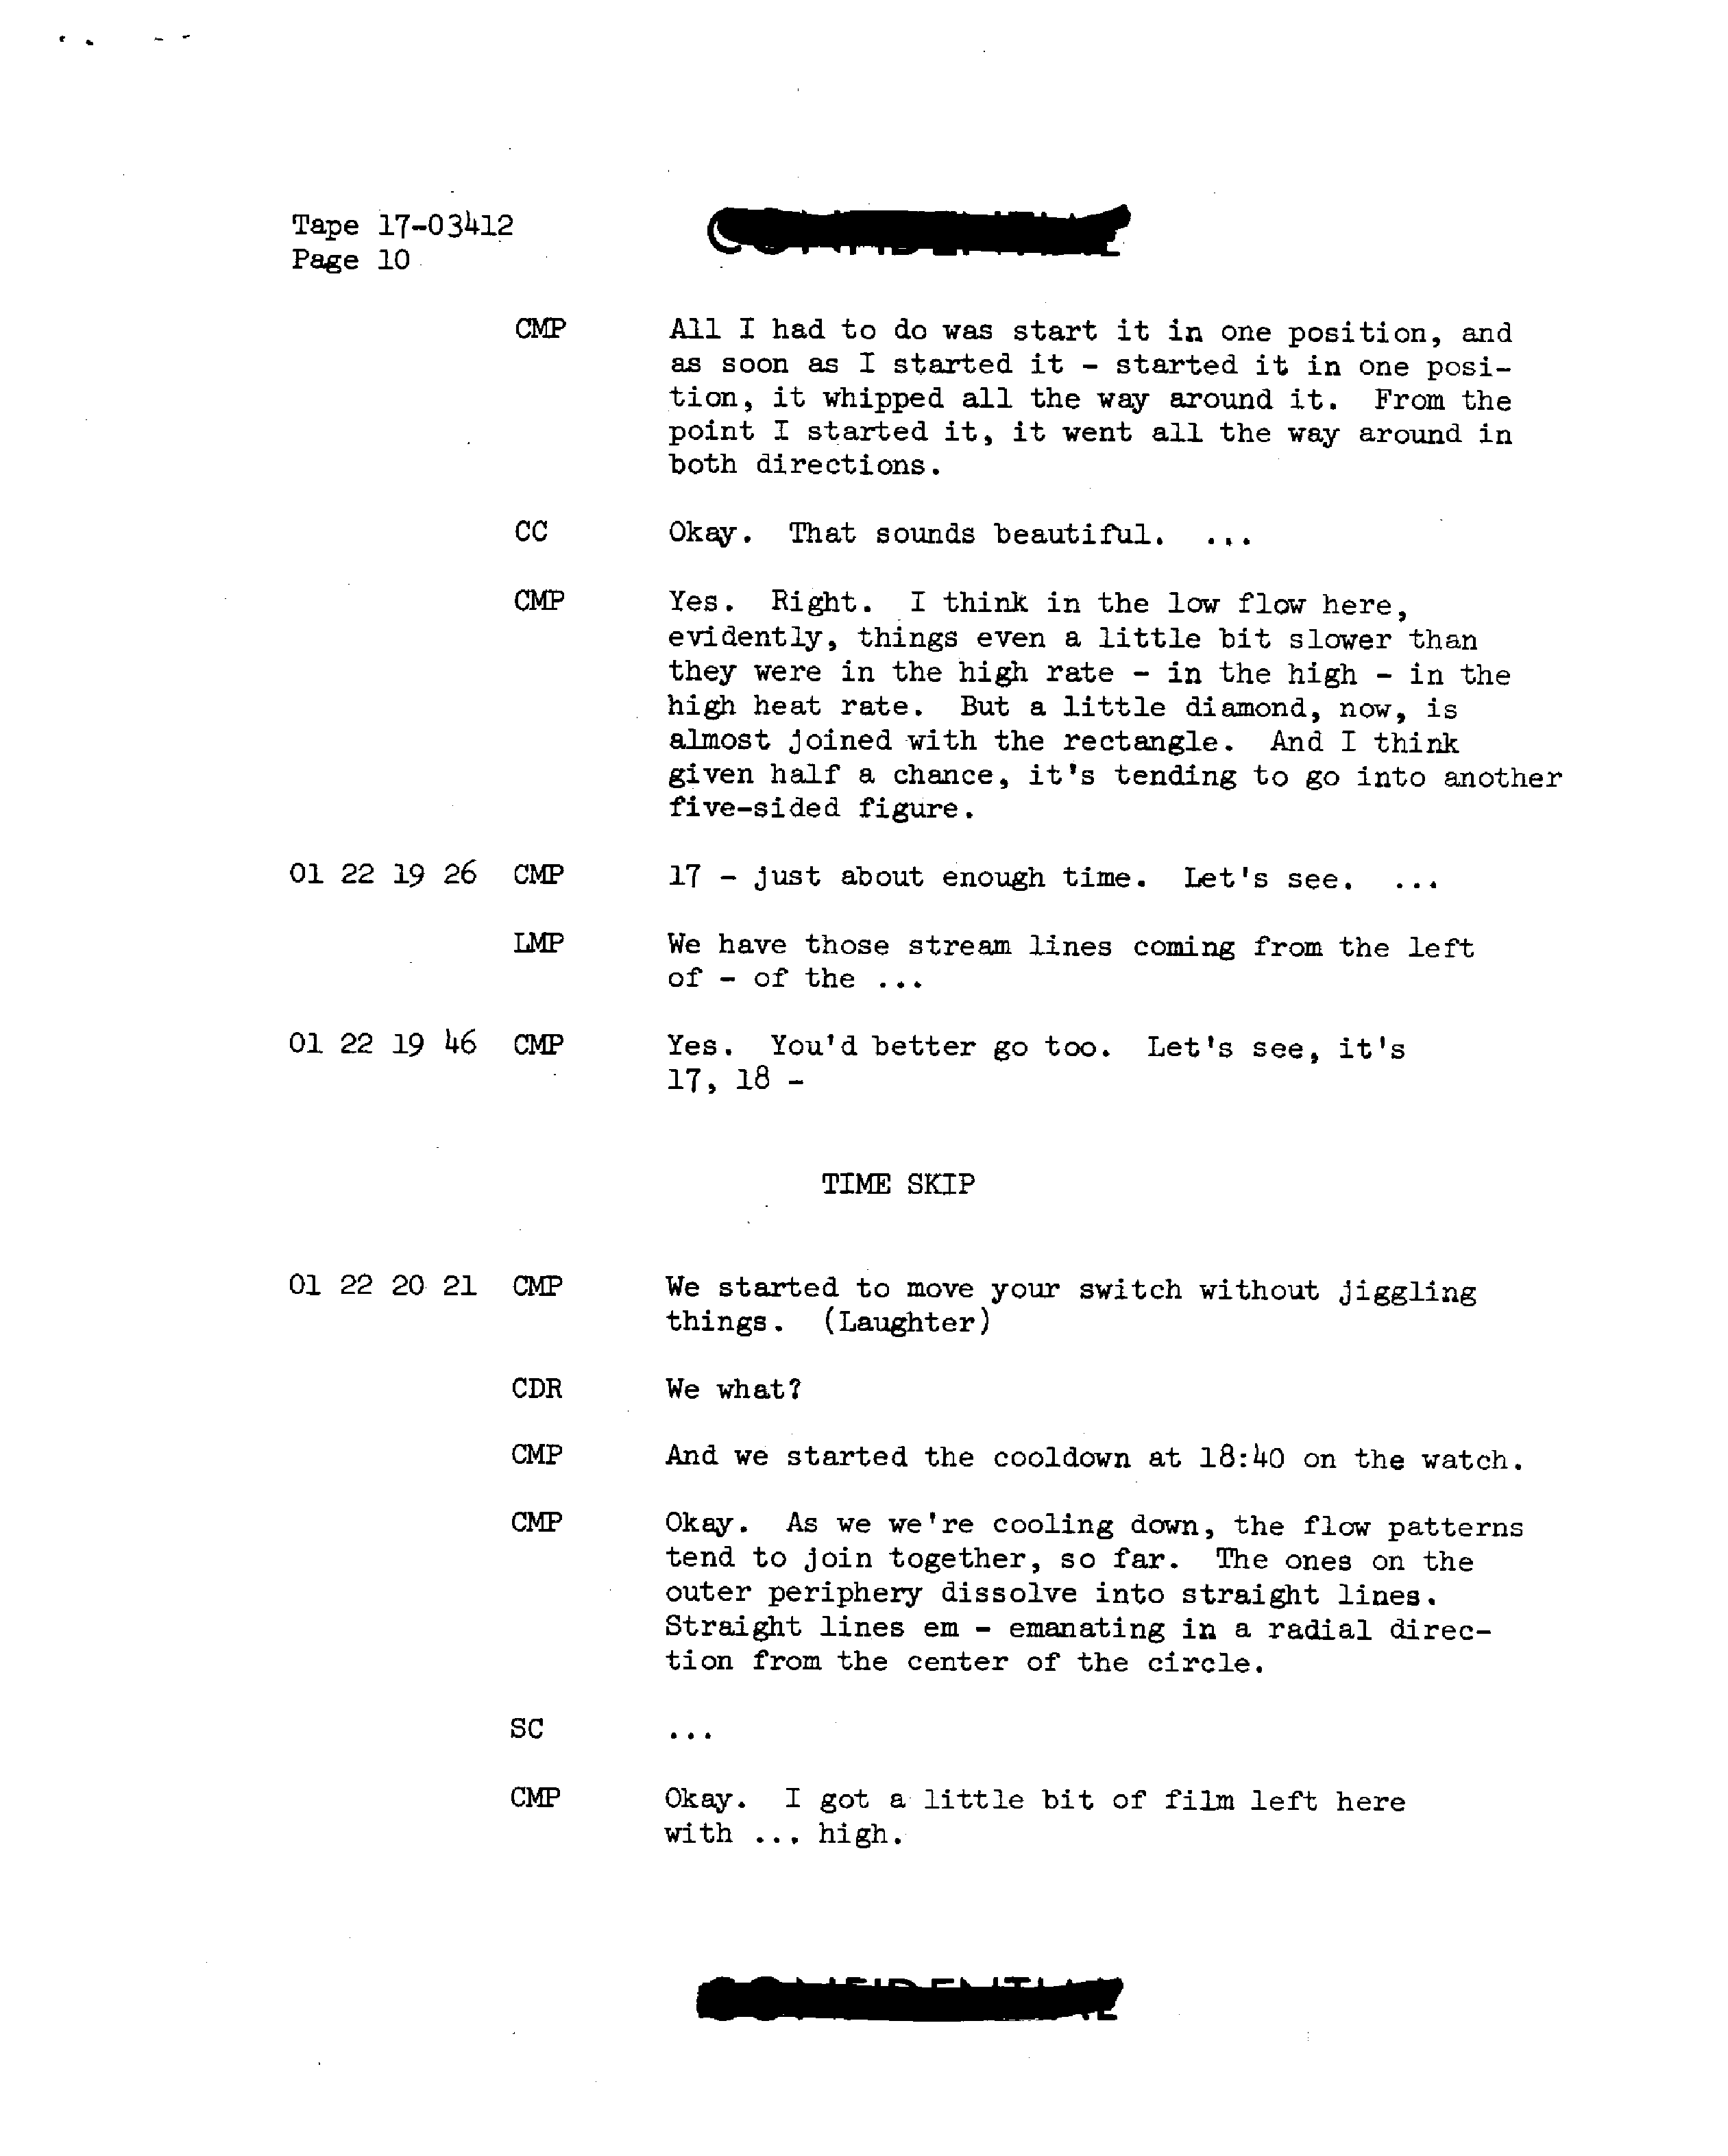 Tape 17-03412
Page 10
CMP All I had to do was start it in one position, and
as soon as I started it - started it in one posi-
tion, it whipped all the way around it. From the
point I started it, it went all the way around in
both directions.
CC Okay. That sounds beautiful. ...
CMP Yes. Right. I think in the low flow here,
evidently, things even a little bit slower than
they were in the high rate - in the high - in the
high heat rate. But a little diamond, now, is
almost joined with the rectangle. And I think
given half a chance, it's tending to go into another
five-sided figure.
01 22 19 26 CMP 17 - just about enough time. Let's see. ...
LMP We have those stream lines coming from the left
of - of the ...
01 22 19 46 CMP Yes. You'd better go too. Let's see, it's
17, 18 -
TIME SKIP
01 22 20 21 CMP We started to move your switch without jiggling
things. (Laughter)
CDR We what?
CMP And we started the cooldown at 18:40 on the watch.
CMP Okay. As we we're cooling down, the flow patterns
tend to join together, so far. The ones on the
outer periphery dissolve into straight lines.
Straight lines em - emanating in a radial direc-
tion from the center of the circle.
SC ...
CMP Okay. I got a little bit of film left here
with ... high.